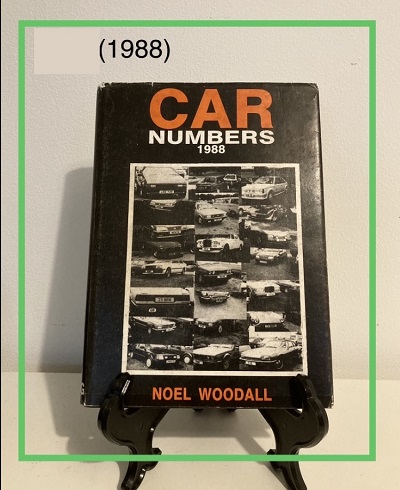 (1988)
CAR
NUMBERS
1988
NOEL WOODALL